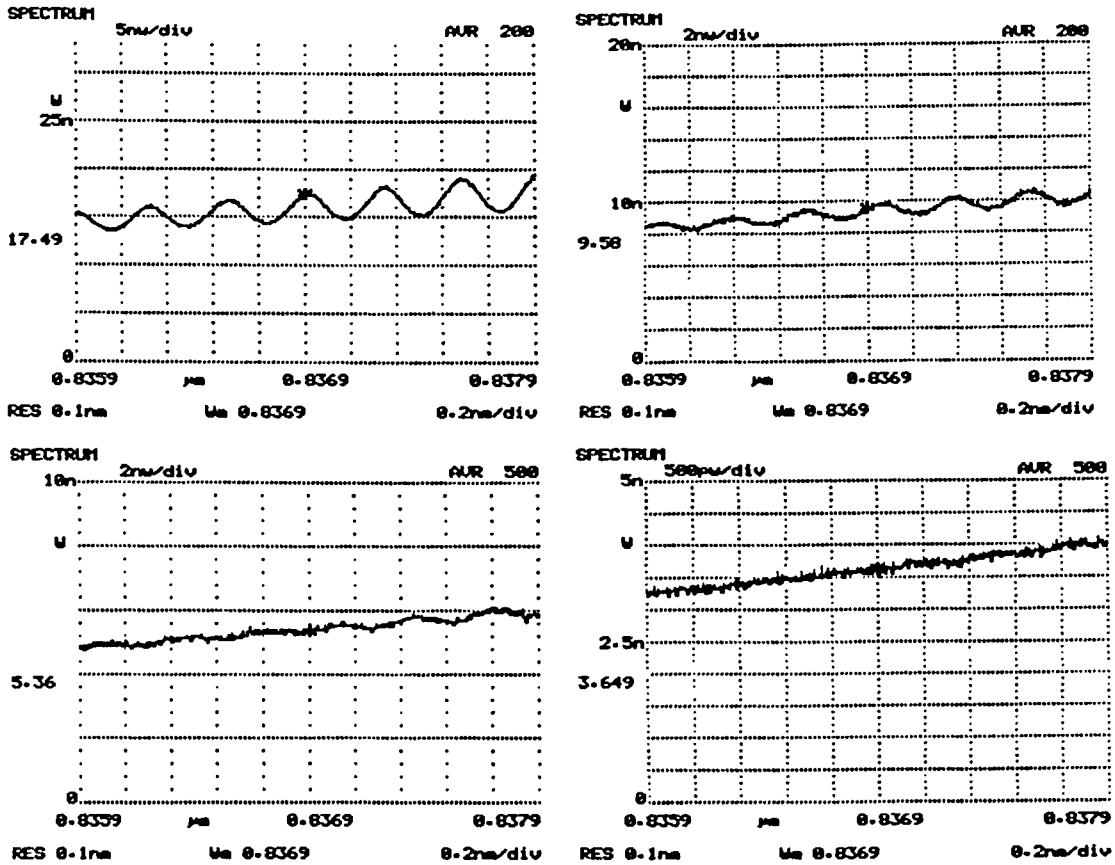 SPECTRUM
5nw/div AVR 200
W
25n
17.49
0
0.8359 μm 0.8369 0.8379
RES 0.1nm Wm 0.8369 0.2nm/div
SPECTRUM
2nw/div AVR 200
20n
W
10n
9.58
0
0.8359 μm 0.8369 0.8379
RES 0.1nm Wm 0.8369 0.2nm/div
SPECTRUM
2nw/div AVR 500
10n
W
5.36
0
0.8359 μm 0.8369 0.8379
RES 0.1nm Wm 0.8369 0.2nm/div
SPECTRUM
500pw/div AVR 500
5n
W
2.5n
3.649
0
0.8359 μm 0.8369 0.8379
RES 0.1nm Wm 0.8369 0.2nm/div